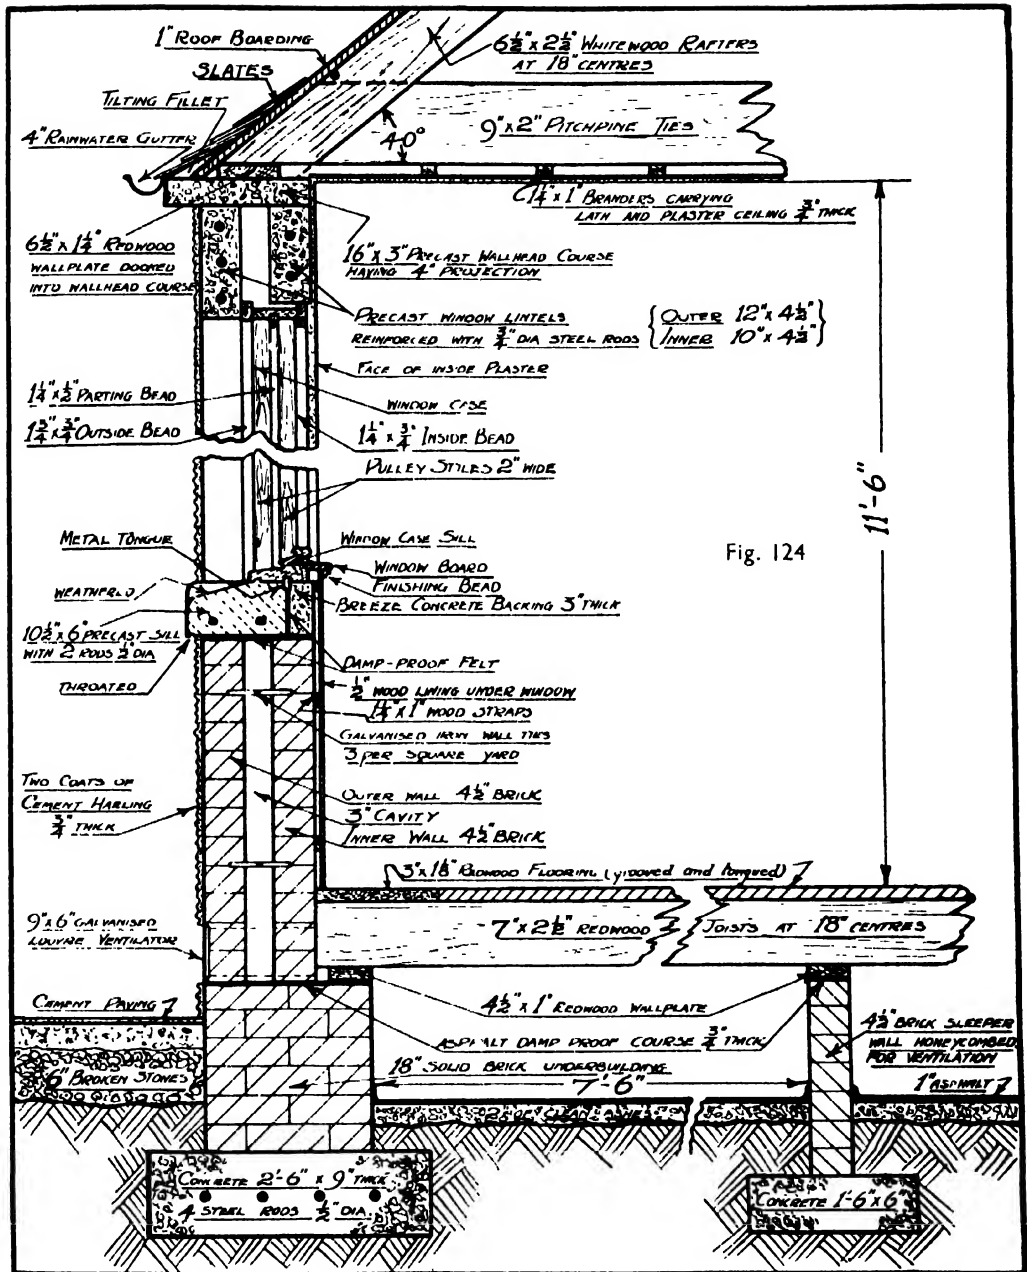 1" ROOF BOARDING
SLATES
TILTING FILLET
4" RAINWATER GUTTER
6½" x 2½" WHITEWOOD RAFTERS
AT 18" CENTRES
9" x 2" PITCHPINE TIES
40°
1¼" x 1" BRANDERS CARRYING
LATH AND PLASTER CEILING ¾" THICK
6½" x 1¼" REDWOOD
WALLPLATE DOOKED
INTO WALLHEAD COURSE
16" x 3" PRECAST WALLHEAD COURSE
HAVING 4" PROJECTION
PRECAST WINDOW LINTELS
REINFORCED WITH ¾" DIA STEEL RODS
OUTER 12" x 4½"
INNER 10" x 4½"
FACE OF INSIDE PLASTER
1¼" x ½" PARTING BEAD
WINDOW CASE
1¾" x ¾" OUTSIDE BEAD
1¼" x ¾" INSIDE BEAD
PULLEY STILES 2" WIDE
11'-6"
METAL TONGUE
WINDOW CASE SILL
Fig. 124
WINDOW BOARD
WEATHERED
FINISHING BEAD
BREEZE CONCRETE BACKING 3" THICK
10½" x 6" PRECAST SILL
WITH 2 RODS ½" DIA
THROATED
DAMP-PROOF FELT
½" WOOD LINING UNDER WINDOW
1¼" x 1" WOOD STRAPS
GALVANISED IRON WALL TIES
3 PER SQUARE YARD
TWO COATS OF
CEMENT HARLING
¾" THICK
OUTER WALL 4½" BRICK
3" CAVITY
INNER WALL 4½" BRICK
3" x 1⅛" REDWOOD FLOORING (grooved and tongued)
9" x 6" GALVANISED
LOUVRE VENTILATOR
7" x 2½" REDWOOD JOISTS AT 18" CENTRES
CEMENT PAVING
4½" x 1" REDWOOD WALLPLATE
ASPHALT DAMP PROOF COURSE ¾" THICK
4½" BRICK SLEEPER
WALL HONEYCOMBED
FOR VENTILATION
6" BROKEN STONES
18" SOLID BRICK UNDERBUILDING
7'-6"
1" ASPHALT
CONCRETE 2'-6" x 9" THICK
4 STEEL RODS ½" DIA.
CONCRETE 1'-6" x 6"